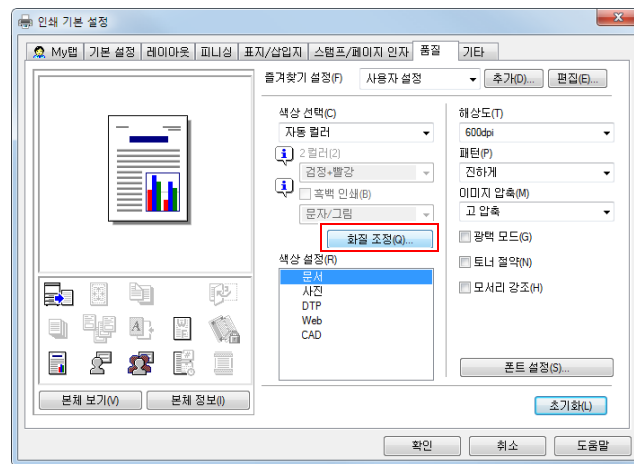 인쇄 기본 설정
My탭 기본 설정 레이아웃 피니싱 표지/삽입지 스탬프/페이지 인자 품질 기타
즐겨찾기 설정(F) 사용자 설정 추가(D)... 편집(E)...
색상 선택(C)
자동 컬러
2 컬러(2)
검정+빨강
흑백 인쇄(B)
문자/그림
화질 조정(Q)...
색상 설정(R)
문서
사진
DTP
Web
CAD
해상도(T)
600dpi
패턴(P)
진하게
이미지 압축(M)
고 압축
광택 모드(G)
토너 절약(N)
모서리 강조(H)
폰트 설정(S)...
본체 보기(V) 본체 정보(I)
초기화(L)
확인 취소 도움말